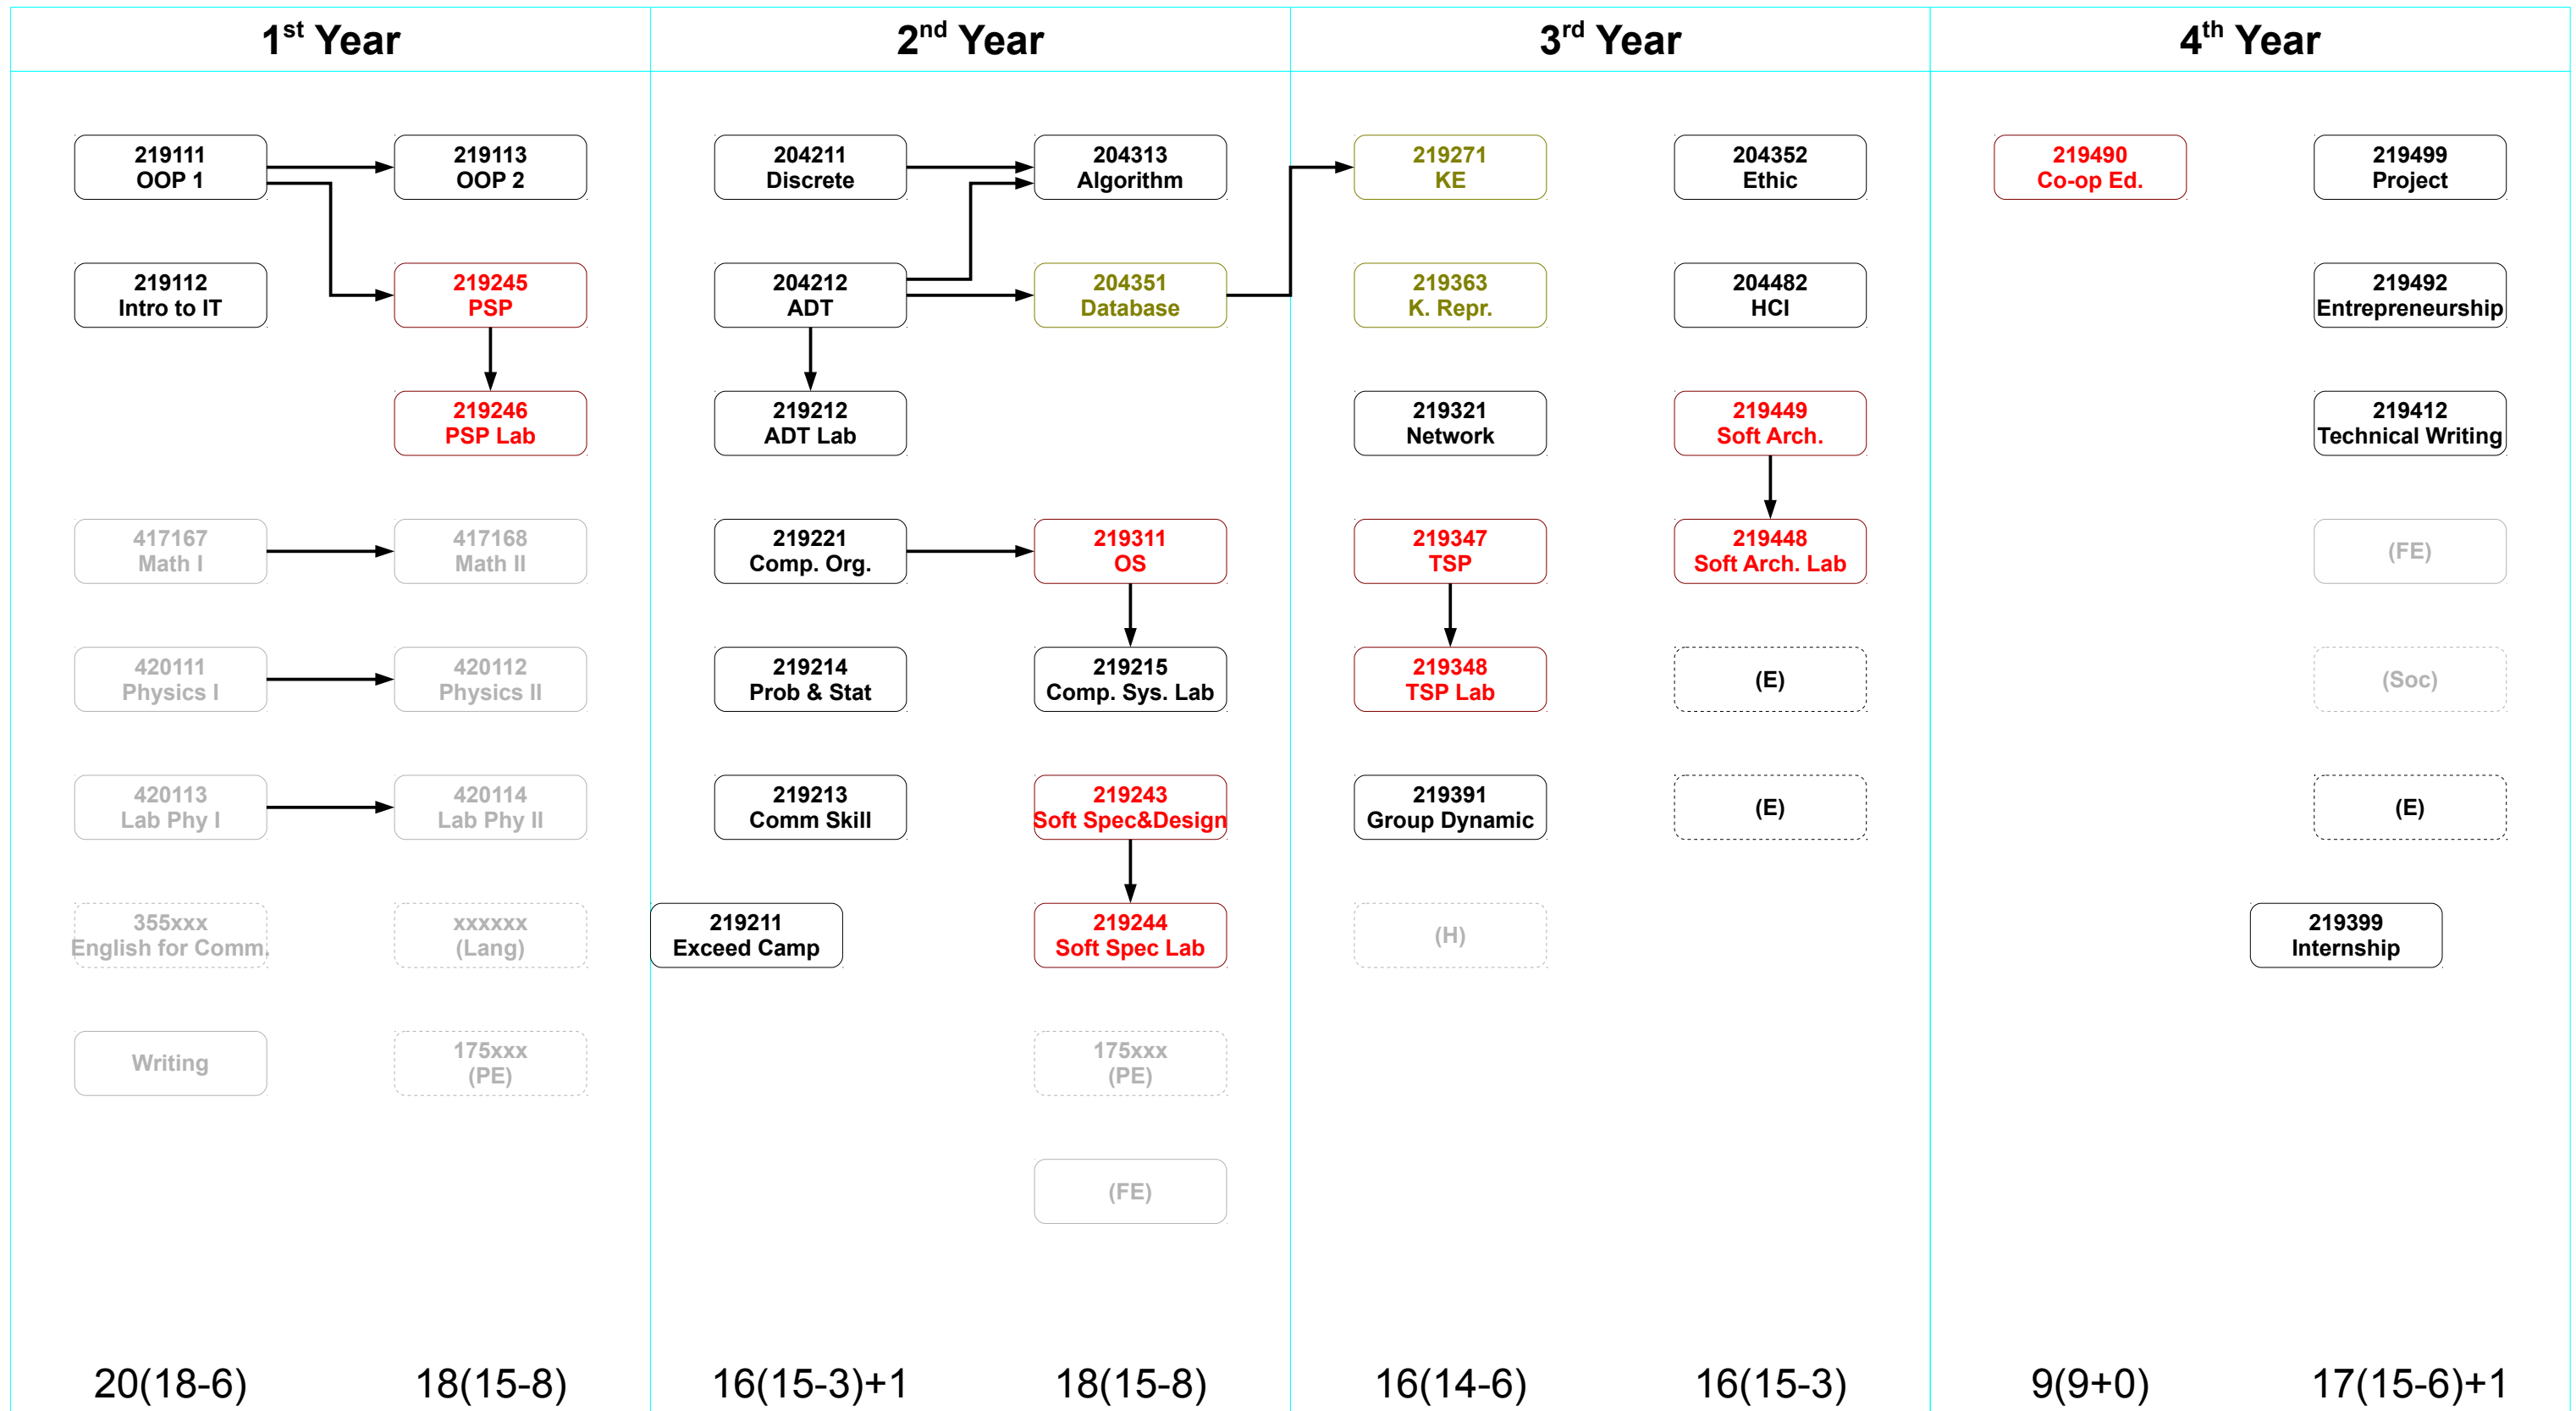 1st Year
2nd Year
3rd Year
4th Year
219111
OOP 1
219113
OOP 2
204211
Discrete
204313
Algorithm
219271
KE
204352
Ethic
219490
Co-op Ed.
219499
Project
219112
Intro to IT
219245
PSP
204212
ADT
204351
Database
219363
K. Repr.
204482
HCI
219492
Entrepreneurship
219246
PSP Lab
219212
ADT Lab
219321
Network
219449
Soft Arch.
219412
Technical Writing
417167
Math I
417168
Math II
219221
Comp. Org.
219311
OS
219347
TSP
219448
Soft Arch. Lab
(FE)
420111
Physics I
420112
Physics II
219214
Prob & Stat
219215
Comp. Sys. Lab
219348
TSP Lab
(E)
(Soc)
420113
Lab Phy I
420114
Lab Phy II
219213
Comm Skill
219243
Soft Spec&Design
219391
Group Dynamic
(E)
(E)
355xxx
English for Comm.
xxxxxx
(Lang)
219211
Exceed Camp
219244
Soft Spec Lab
(H)
219399
Internship
Writing
175xxx
(PE)
175xxx
(PE)
(FE)
20(18-6)
18(15-8)
16(15-3)+1
18(15-8)
16(14-6)
16(15-3)
9(9+0)
17(15-6)+1